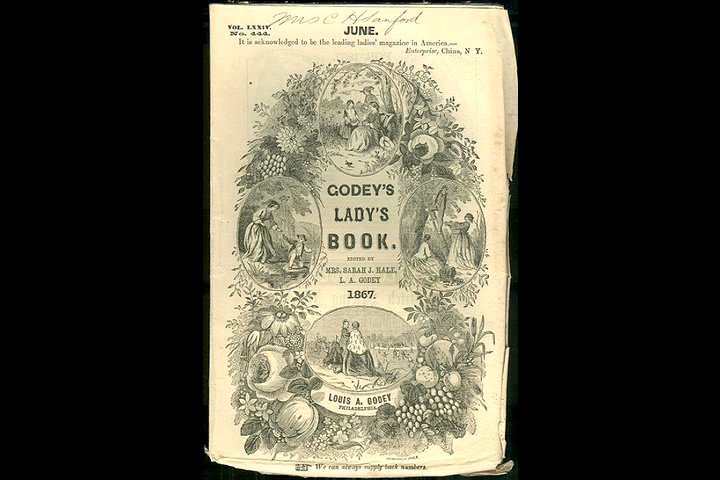 Mrs C H Sanford
VOL. LXXIV.
No. 444.
JUNE.
It is acknowledged to be the leading ladies' magazine in America.—
Enterprise, China, N Y.
GODEY'S
LADY'S
BOOK.
EDITED BY
MRS. SARAH J. HALE,
L. A. GODEY
1867.
LOUIS A. GODEY
PHILADELPHIA.
We can always supply back numbers.